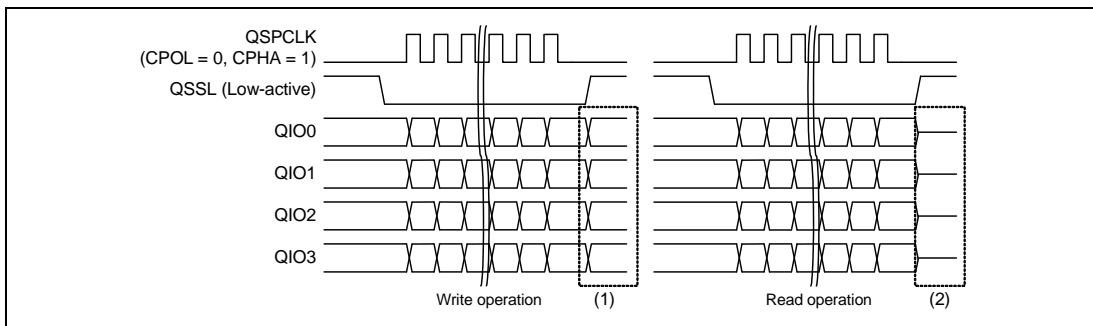 QSPCLK
(CPOL = 0, CPHA = 1)
QSSL (Low-active)
QIO0
QIO1
QIO2
QIO3
Write operation (1) Read operation (2)